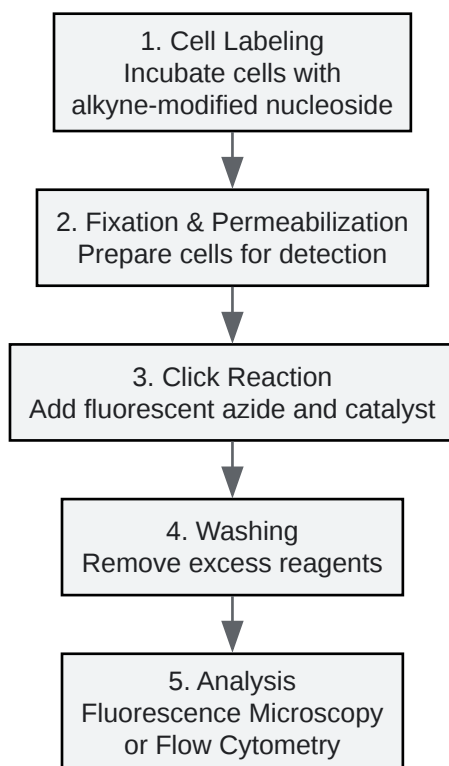 1. Cell Labeling
Incubate cells with
alkyne-modified nucleoside
2. Fixation & Permeabilization
Prepare cells for detection
3. Click Reaction
Add fluorescent azide and catalyst
4. Washing
Remove excess reagents
5. Analysis
Fluorescence Microscopy
or Flow Cytometry